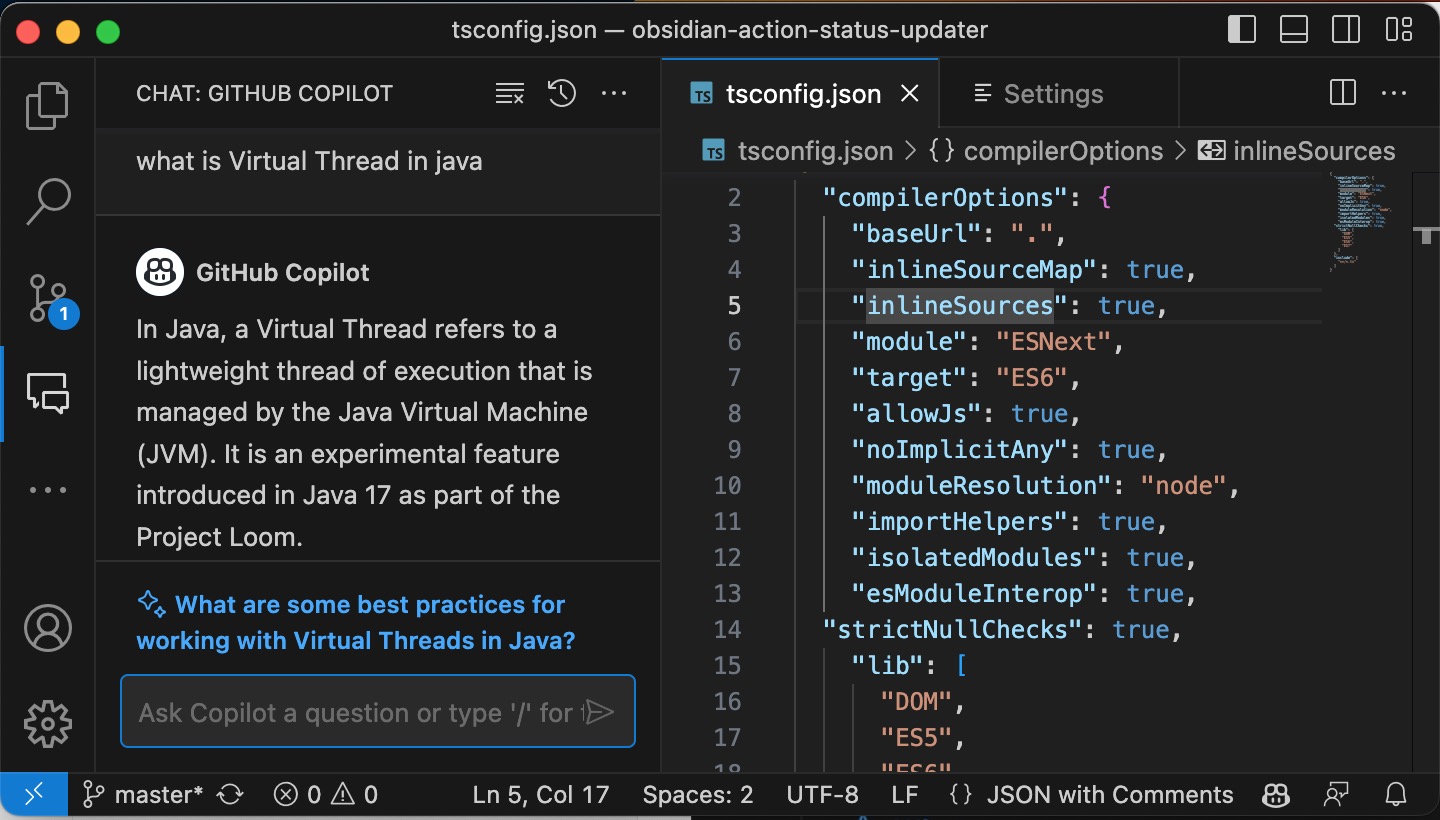 tsconfig.json — obsidian-action-status-updater
CHAT: GITHUB COPILOT
what is Virtual Thread in java
GitHub Copilot
In Java, a Virtual Thread refers to a
lightweight thread of execution that is
managed by the Java Virtual Machine
(JVM). It is an experimental feature
introduced in Java 17 as part of the
Project Loom.
What are some best practices for
working with Virtual Threads in Java?
Ask Copilot a question or type '/' for
1
TS tsconfig.json
Settings
TS tsconfig.json > {} compilerOptions > inlineSources
2 "compilerOptions": {
3 "baseUrl": ".",
4 "inlineSourceMap": true,
5 "inlineSources": true,
6 "module": "ESNext",
7 "target": "ES6",
8 "allowJs": true,
9 "noImplicitAny": true,
10 "moduleResolution": "node",
11 "importHelpers": true,
12 "isolatedModules": true,
13 "esModuleInterop": true,
14 "strictNullChecks": true,
15 "lib": [
16 "DOM",
17 "ES5",
18 "ES6"
master* 0 0 Ln 5, Col 17 Spaces: 2 UTF-8 LF {} JSON with Comments